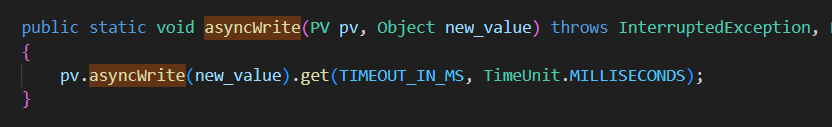 public static void asyncWrite(PV pv, Object new_value) throws InterruptedException,
{
pv.asyncWrite(new_value).get(TIMEOUT_IN_MS, TimeUnit.MILLISECONDS);
}